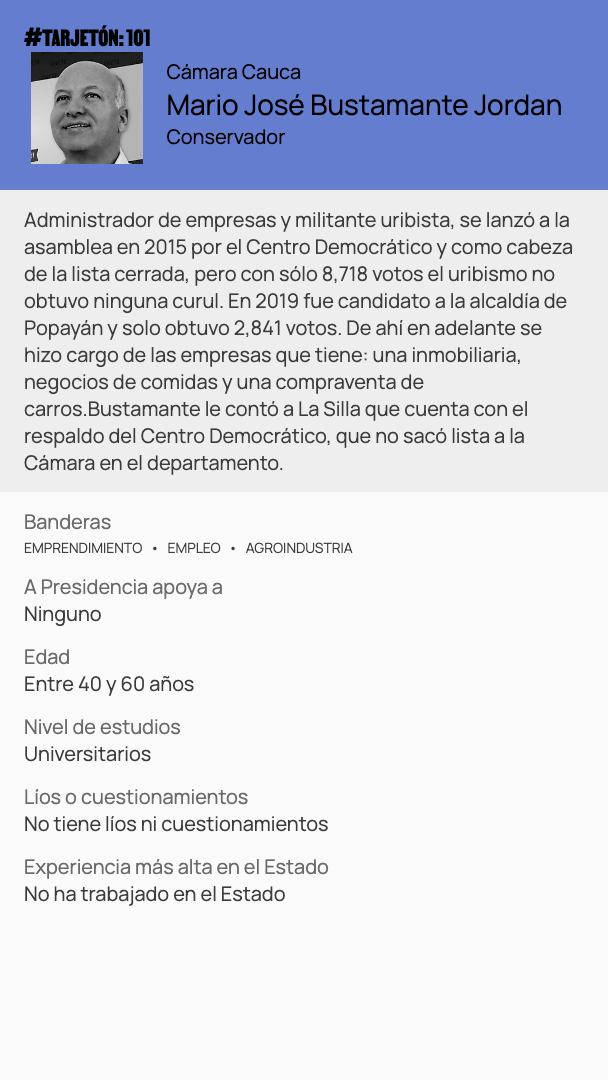 #TARJETÓN: 101
Cámara Cauca
Mario José Bustamante Jordan
Conservador
Administrador de empresas y militante uribista, se lanzó a la
asamblea en 2015 por el Centro Democrático y como cabeza
de la lista cerrada, pero con sólo 8,718 votos el uribismo no
obtuvo ninguna curul. En 2019 fue candidato a la alcaldía de
Popayán y solo obtuvo 2,841 votos. De ahí en adelante se
hizo cargo de las empresas que tiene: una inmobiliaria,
negocios de comidas y una compraventa de
carros.Bustamante le contó a La Silla que cuenta con el
respaldo del Centro Democrático, que no sacó lista a la
Cámara en el departamento.
Banderas
EMPRENDIMIENTO • EMPLEO • AGROINDUSTRIA
A Presidencia apoya a
Ninguno
Edad
Entre 40 y 60 años
Nivel de estudios
Universitarios
Líos o cuestionamientos
No tiene líos ni cuestionamientos
Experiencia más alta en el Estado
No ha trabajado en el Estado